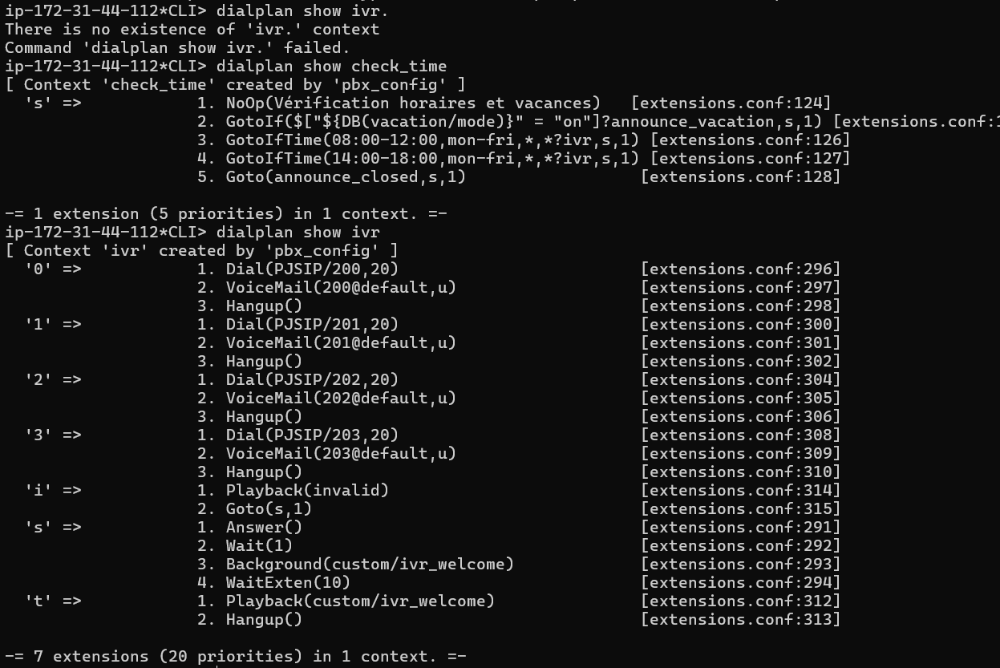 ip-172-31-44-112*CLI> dialplan show ivr.
There is no existence of 'ivr.' context
Command 'dialplan show ivr.' failed.
ip-172-31-44-112*CLI> dialplan show check_time
[ Context 'check_time' created by 'pbx_config' ]
's' => 1. NoOp(Vérification horaires et vacances) [extensions.conf:124]
2. GotoIf($["${DB(vacation/mode)}" = "on"]?announce_vacation,s,1) [extensions.conf:1
3. GotoIfTime(08:00-12:00,mon-fri,*,*?ivr,s,1) [extensions.conf:126]
4. GotoIfTime(14:00-18:00,mon-fri,*,*?ivr,s,1) [extensions.conf:127]
5. Goto(announce_closed,s,1) [extensions.conf:128]
-= 1 extension (5 priorities) in 1 context. =-
ip-172-31-44-112*CLI> dialplan show ivr
[ Context 'ivr' created by 'pbx_config' ]
'0' => 1. Dial(PJSIP/200,20) [extensions.conf:296]
2. VoiceMail(200@default,u) [extensions.conf:297]
3. Hangup() [extensions.conf:298]
'1' => 1. Dial(PJSIP/201,20) [extensions.conf:300]
2. VoiceMail(201@default,u) [extensions.conf:301]
3. Hangup() [extensions.conf:302]
'2' => 1. Dial(PJSIP/202,20) [extensions.conf:304]
2. VoiceMail(202@default,u) [extensions.conf:305]
3. Hangup() [extensions.conf:306]
'3' => 1. Dial(PJSIP/203,20) [extensions.conf:308]
2. VoiceMail(203@default,u) [extensions.conf:309]
3. Hangup() [extensions.conf:310]
'i' => 1. Playback(invalid) [extensions.conf:314]
2. Goto(s,1) [extensions.conf:315]
's' => 1. Answer() [extensions.conf:291]
2. Wait(1) [extensions.conf:292]
3. Background(custom/ivr_welcome) [extensions.conf:293]
4. WaitExten(10) [extensions.conf:294]
't' => 1. Playback(custom/ivr_welcome) [extensions.conf:312]
2. Hangup() [extensions.conf:313]
-= 7 extensions (20 priorities) in 1 context. =-